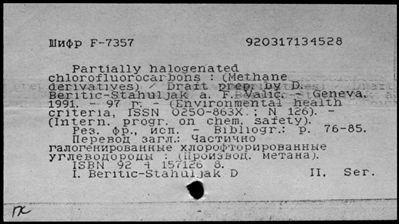 Шифр F-7357 920317134528
Partially halogenated
chlorofluorocarbons : (Methane
derivatives) / Draft prep. by D.
Beritic-Stahuljak a. F. Valic. - Geneva.
1991. - 97 p. - (Environmental health
criteria, ISSN 0250-863X ; N 126). -
(Intern. progr. on chem. safety).
Рез. фр., исп. - Bibliogr.: p. 76-85.
Перевод загл.: Частично
галогенированные хлорофторированные
углеводороды : (Производ. метана).
ISBN 92 4 157126 8.
I. Beritic-Stahuljak D II. Ser.